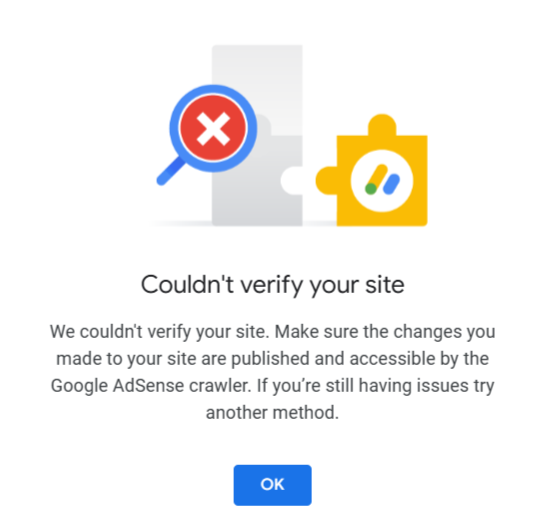 Couldn't verify your site
We couldn't verify your site. Make sure the changes you
made to your site are published and accessible by the
Google AdSense crawler. If you’re still having issues try
another method.
OK